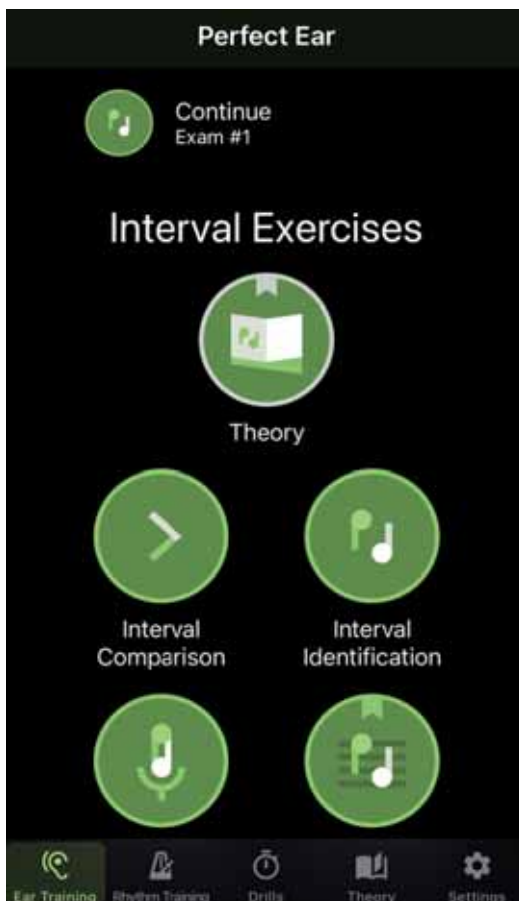 Perfect Ear
Continue
Exam #1
Interval Exercises
Theory
Interval
Comparison
Interval
Identification
Ear Training
Rhythm Training
Drills
Theory
Settings